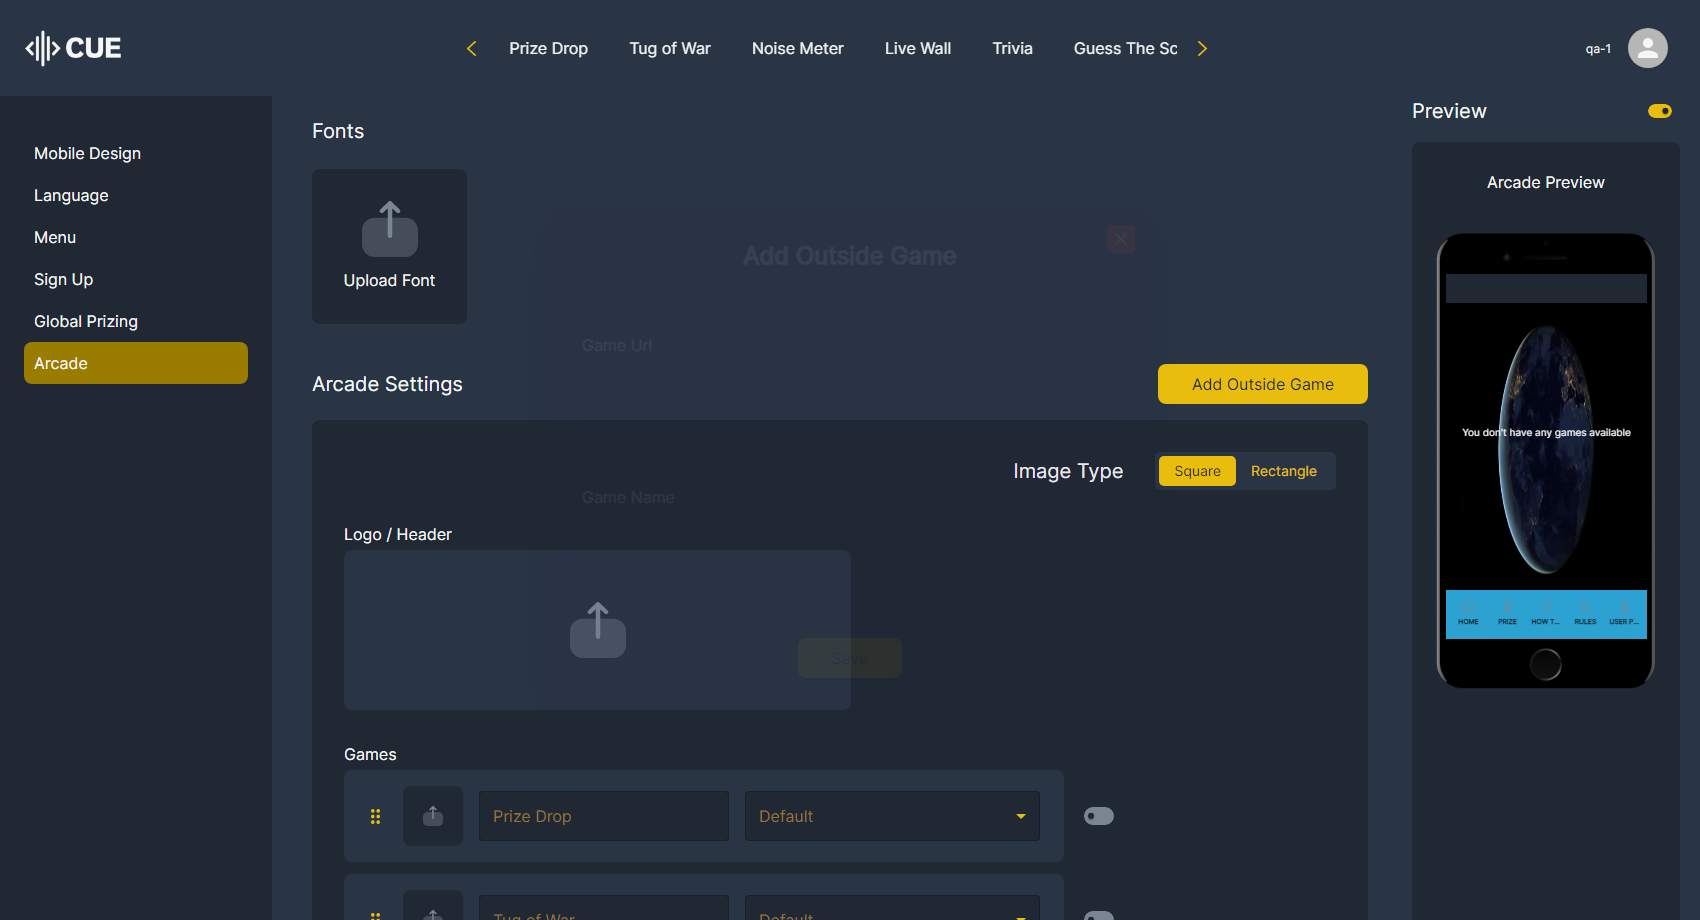 CUE
Prize Drop
Tug of War
Noise Meter
Live Wall
Trivia
Guess The Sc
qa-1
Mobile Design
Language
Menu
Sign Up
Global Prizing
Arcade
Fonts
Upload Font
Add Outside Game
Game Url
Arcade Settings
Add Outside Game
Image Type
Square
Rectangle
Game Name
Logo / Header
Save
Games
Prize Drop
Default
Tug of War
Default
Preview
Arcade Preview
You don't have any games available
HOME
PRIZE
HOW T...
RULES
USER P...